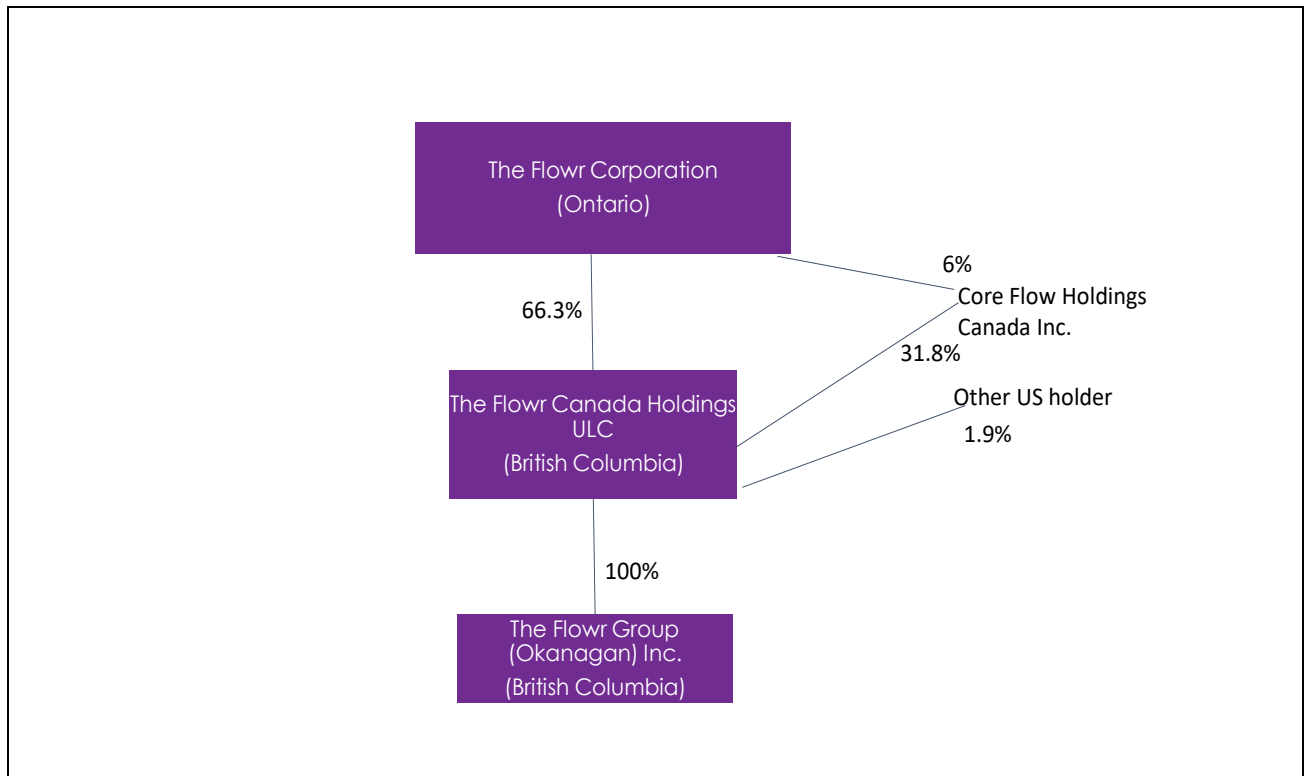 The Flowr Corporation
(Ontario)
6%
Core Flow Holdings
Canada Inc.
66.3%
31.8%
The Flowr Canada Holdings
ULC
(British Columbia)
Other US holder
1.9%
100%
The Flowr Group
(Okanagan) Inc.
(British Columbia)